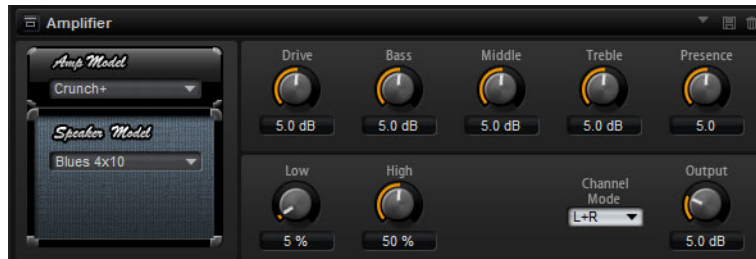 Amplifier
Amp Model
Crunch+
Speaker Model
Blues 4x10
Drive Bass Middle Treble Presence
5.0 dB 5.0 dB 5.0 dB 5.0 dB 5.0
Low High Channel Mode Output
L+R
5 % 50 % 5.0 dB